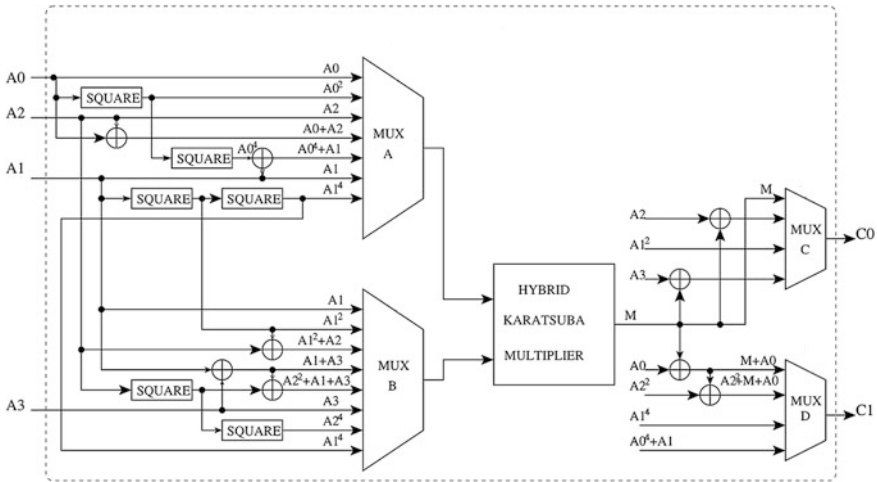 A0
A0
SQUARE
A0²
A2
A2
A0+A2
SQUARE
A0⁴
A0⁴+A1
A1
A1
SQUARE
SQUARE
A1⁴
MUX
A
A1
A1²
A1²+A2
A1+A3
SQUARE
A2²+A1+A3
A3
A3
SQUARE
A2⁴
A1⁴
MUX
B
HYBRID
KARATSUBA
MULTIPLIER
M
M
A2
A1²
A3
MUX
C
C0
A0
M+A0
A2²
A2²+M+A0
A1⁴
A0⁴+A1
MUX
D
C1